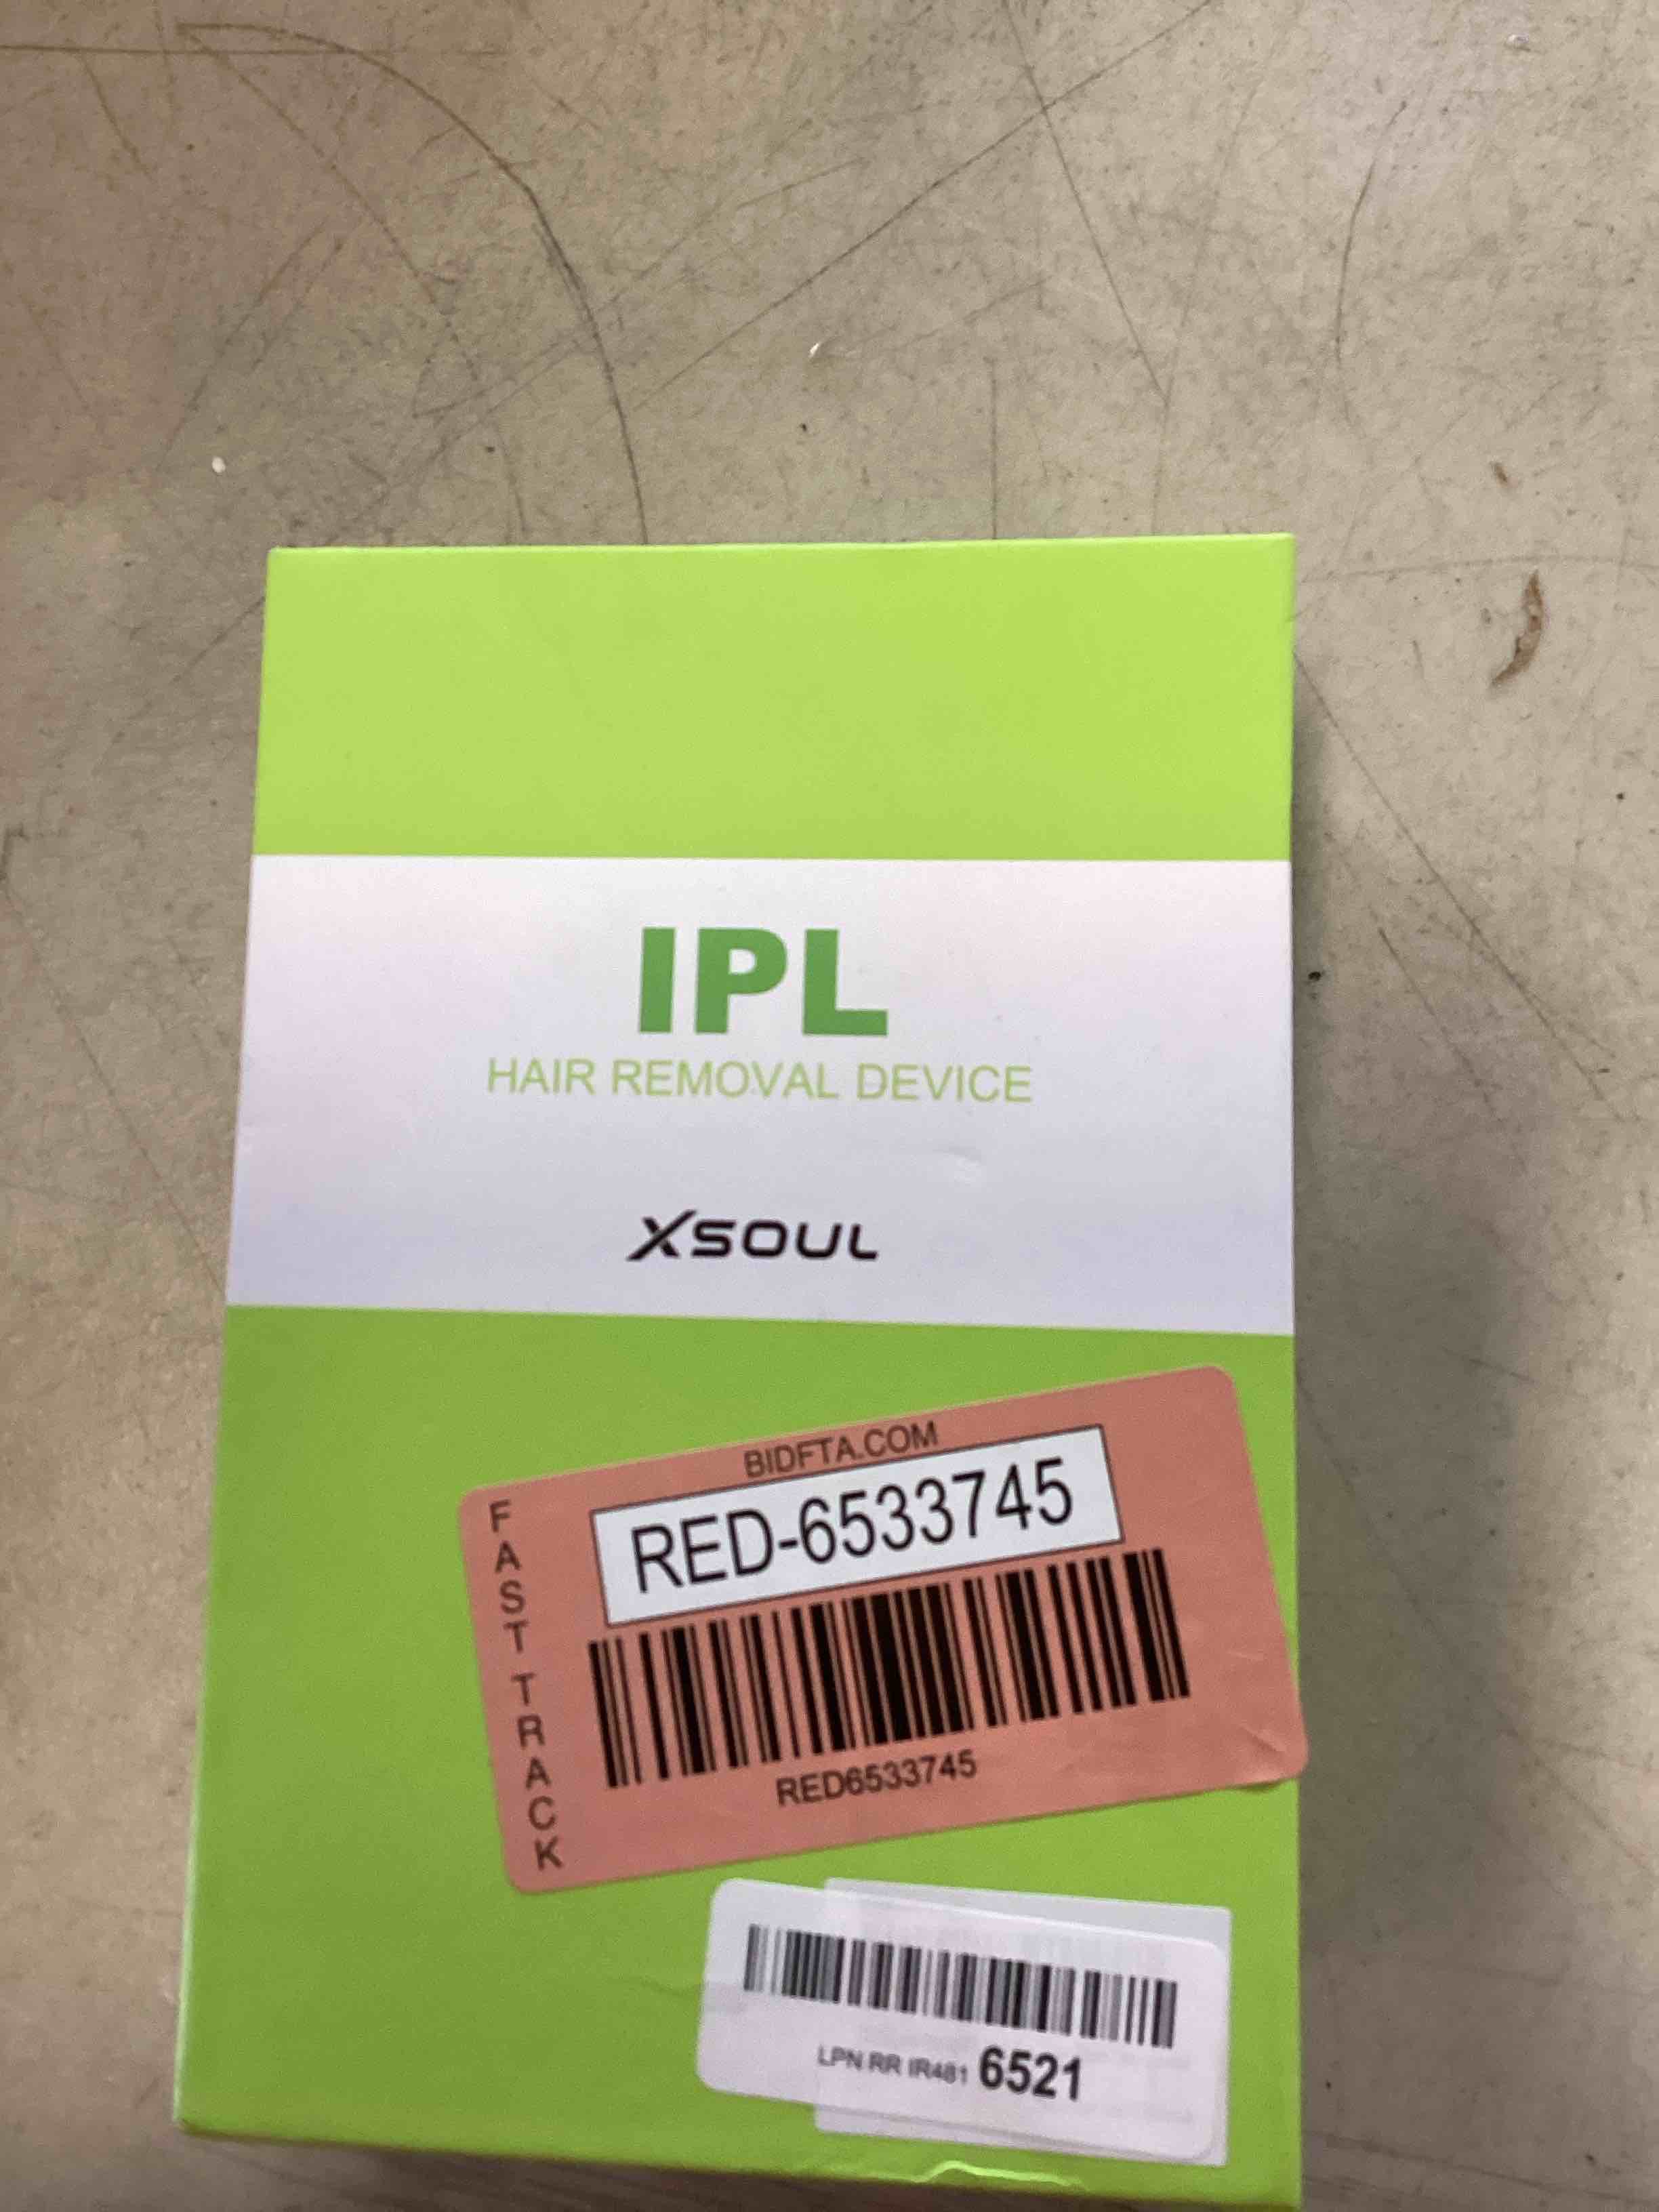 IPL
HAIR REMOVAL DEVICE
XSOUL
BIDFTA.COM
RED-6533745
FAST TRACK
RED6533745
LPN RR IR481 6521